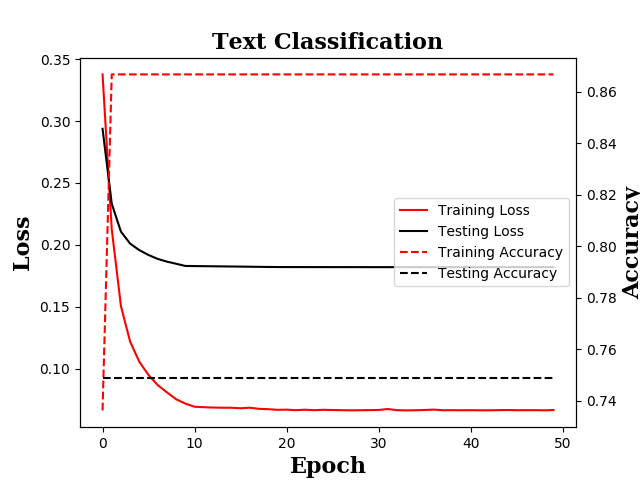 Text Classification
0.35
0.30
0.25
0.20
0.15
0.10
Loss
0.86
0.84
0.82
0.80
0.78
0.76
0.74
Accuracy
Training Loss
Testing Loss
Training Accuracy
Testing Accuracy
0 10 20 30 40 50
Epoch